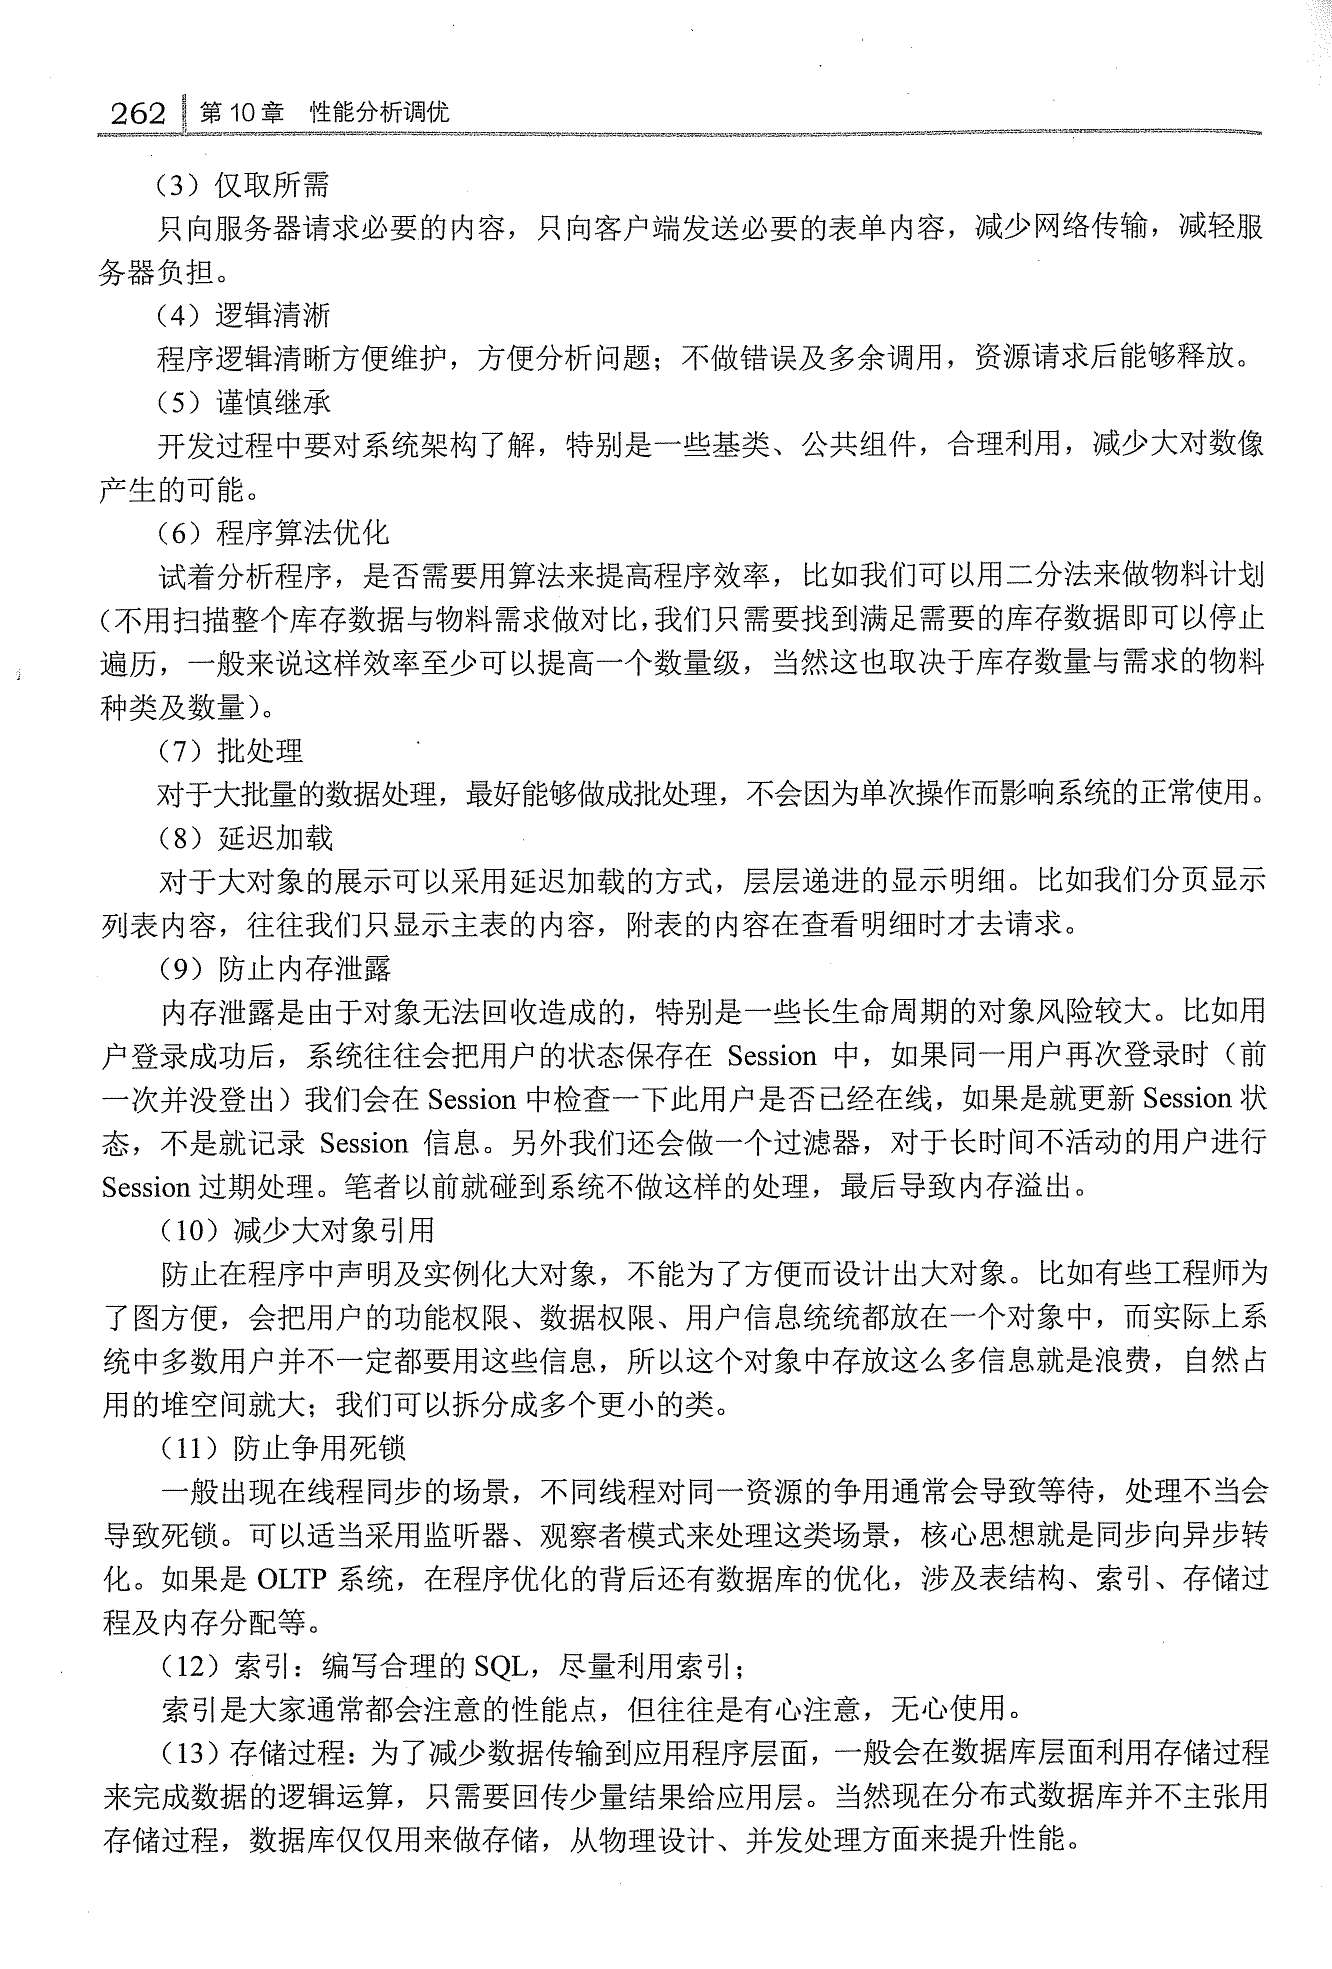 262 第10章 性能分析调优
（3）仅取所需
只向服务器请求必要的内容，只向客户端发送必要的表单内容，减少网络传输，减轻服
务器负担。
（4）逻辑清淅
程序逻辑清晰方便维护，方便分析问题；不做错误及多余调用，资源请求后能够释放。
（5）谨慎继承
开发过程中要对系统架构了解，特别是一些基类、公共组件，合理利用，减少大对数像
产生的可能。
（6）程序算法优化
试着分析程序，是否需要用算法来提高程序效率，比如我们可以用二分法来做物料计划
（不用扫描整个库存数据与物料需求做对比，我们只需要找到满足需要的库存数据即可以停止
遍历，一般来说这样效率至少可以提高一个数量级，当然这也取决于库存数量与需求的物料
种类及数量）。
（7）批处理
对于大批量的数据处理，最好能够做成批处理，不会因为单次操作而影响系统的正常使用。
（8）延迟加载
对于大对象的展示可以采用延迟加载的方式，层层递进的显示明细。比如我们分页显示
列表内容，往往我们只显示主表的内容，附表的内容在查看明细时才去请求。
（9）防止内存泄露
内存泄露是由于对象无法回收造成的，特别是一些长生命周期的对象风险较大。比如用
户登录成功后，系统往往会把用户的状态保存在 Session 中，如果同一用户再次登录时（前
一次并没登出）我们会在 Session 中检查一下此用户是否已经在线，如果是就更新 Session 状
态，不是就记录 Session 信息。另外我们还会做一个过滤器，对于长时间不活动的用户进行
Session 过期处理。笔者以前就碰到系统不做这样的处理，最后导致内存溢出。
（10）减少大对象引用
防止在程序中声明及实例化大对象，不能为了方便而设计出大对象。比如有些工程师为
了图方便，会把用户的功能权限、数据权限、用户信息统统都放在一个对象中，而实际上系
统中多数用户并不一定都要用这些信息，所以这个对象中存放这么多信息就是浪费，自然占
用的堆空间就大；我们可以拆分成多个更小的类。
（11）防止争用死锁
一般出现在线程同步的场景，不同线程对同一资源的争用通常会导致等待，处理不当会
导致死锁。可以适当采用监听器、观察者模式来处理这类场景，核心思想就是同步向异步转
化。如果是 OLTP 系统，在程序优化的背后还有数据库的优化，涉及表结构、索引、存储过
程及内存分配等。
（12）索引：编写合理的 SQL，尽量利用索引；
索引是大家通常都会注意的性能点，但往往是有心注意，无心使用。
（13）存储过程：为了减少数据传输到应用程序层面，一般会在数据库层面利用存储过程
来完成数据的逻辑运算，只需要回传少量结果给应用层。当然现在分布式数据库并不主张用
存储过程，数据库仅仅用来做存储，从物理设计、并发处理方面来提升性能。